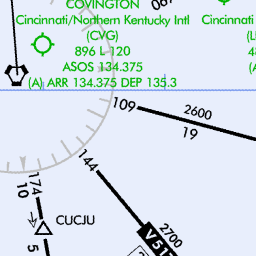 COVINGTON
Cincinnati/Northern Kentucky Intl
Cincinnati
(CVG)
896 L 120
ASOS 134.375
(A) ARR 134.375 DEP 135.3
109
2600
19
144
174
10
CUCJU
5
2700